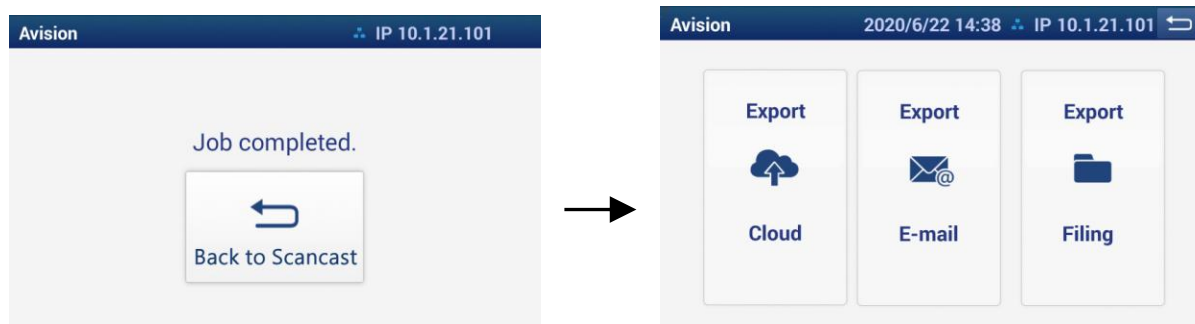 Avision IP 10.1.21.101
Job completed.
Back to Scancast
Avision 2020/6/22 14:38 IP 10.1.21.101
Export Export Export
@
Cloud E-mail Filing